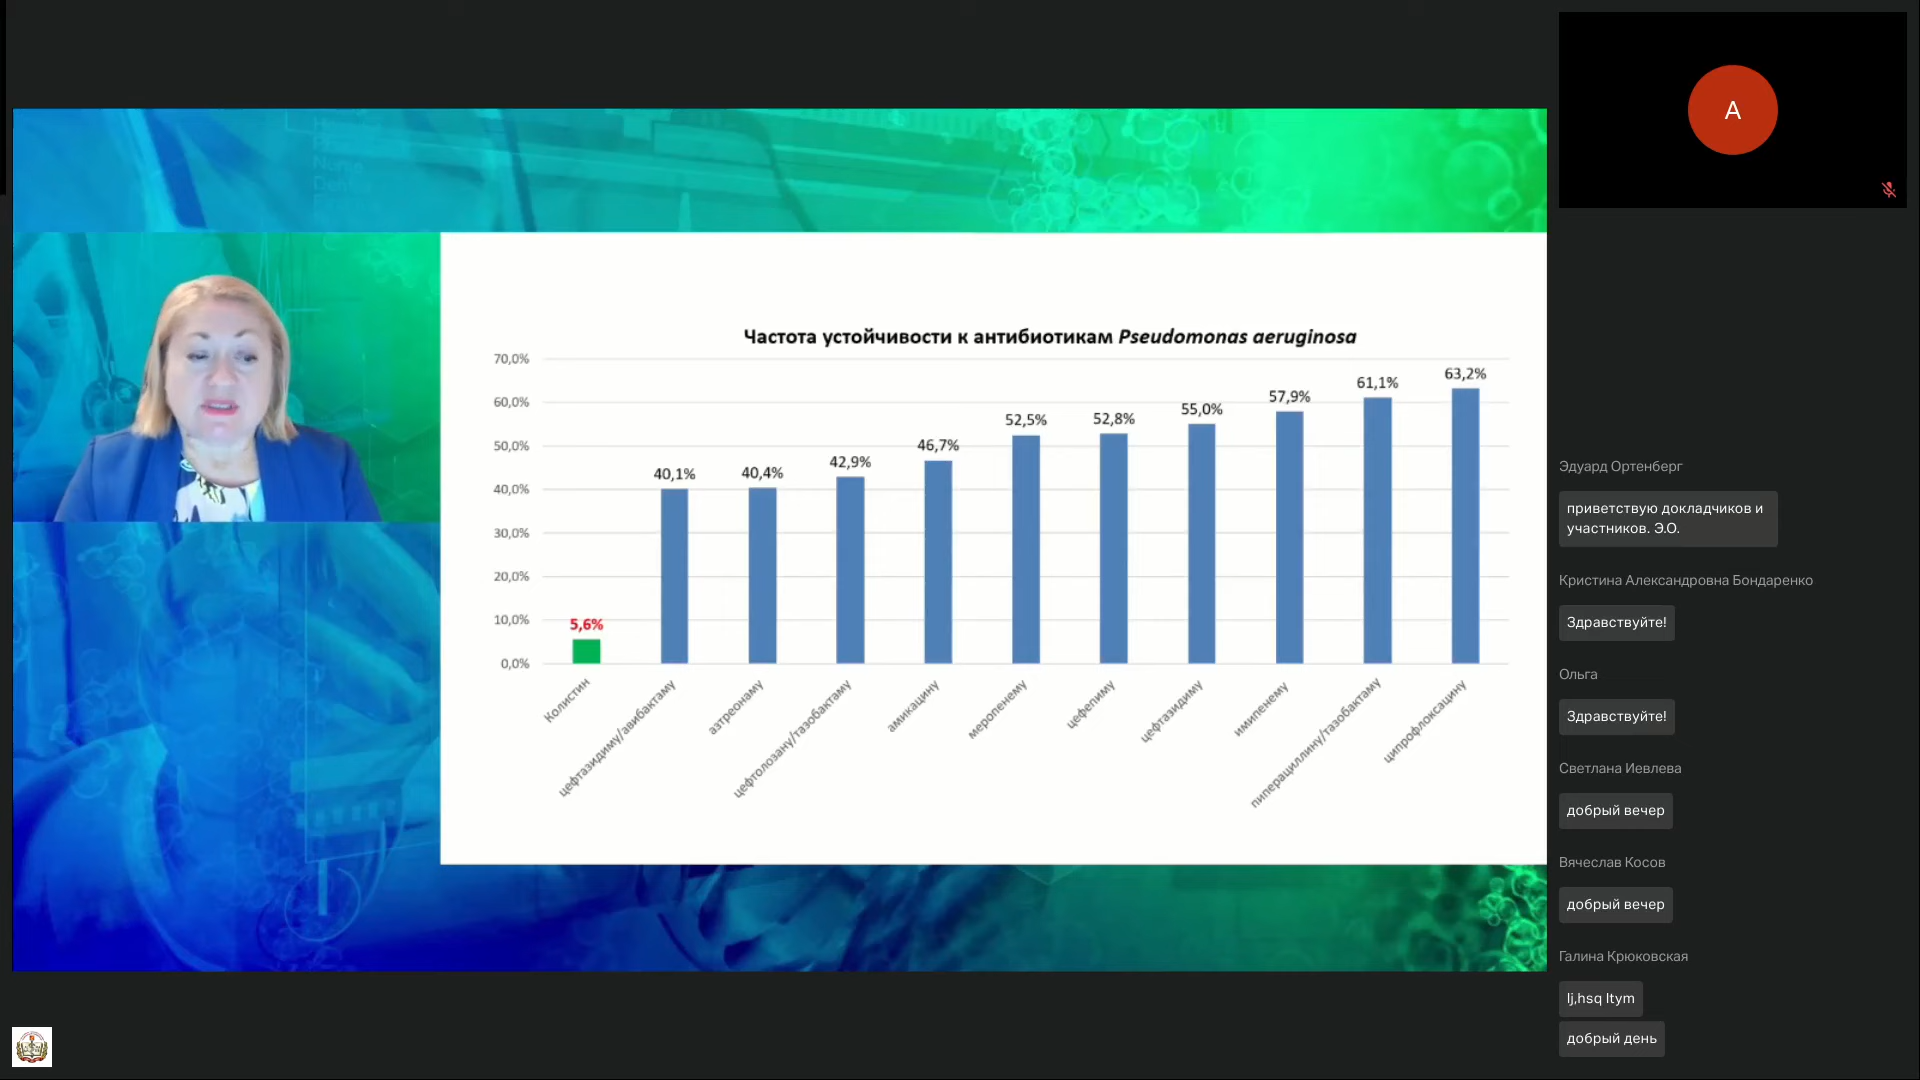 Частота устойчивости к антибиотикам Pseudomonas aeruginosa
70,0%
60,0%
50,0%
40,0%
30,0%
20,0%
10,0%
0,0%
5,6%
40,1%
40,4%
42,9%
46,7%
52,5%
52,8%
55,0%
57,9%
61,1%
63,2%
Колистин
цефтазидиму/авибактаму
азтреонаму
цефтолозану/тазобактаму
амикацину
меропенему
цефепиму
цефтазидиму
имипенему
пиперациллину/тазобактаму
ципрофлоксацину
А
Эдуард Ортенберг
приветствую докладчиков и
участников. Э.О.
Кристина Александровна Бондаренко
Здравствуйте!
Ольга
Здравствуйте!
Светлана Иевлева
добрый вечер
Вячеслав Косов
добрый вечер
Галина Крюковская
lj,hsq ltym
добрый день